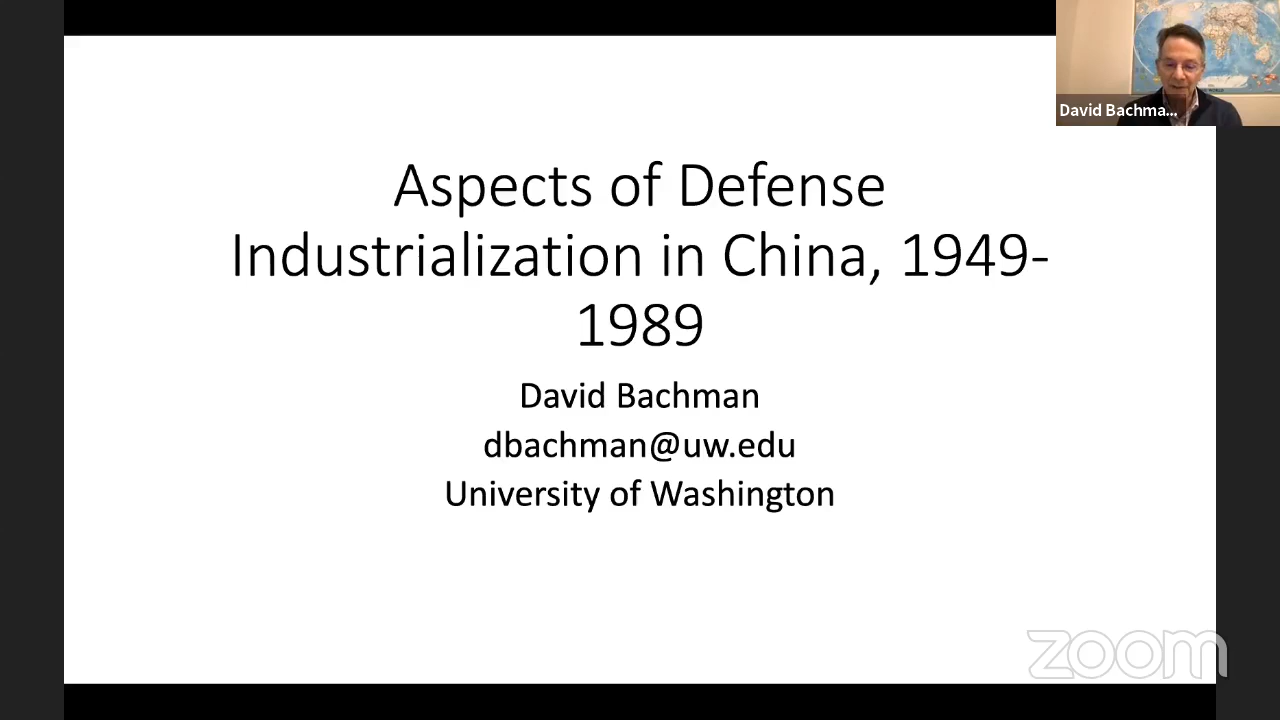 Aspects of Defense
Industrialization in China, 1949-
1989
David Bachman
dbachman@uw.edu
University of Washington
David Bachma...
zoom